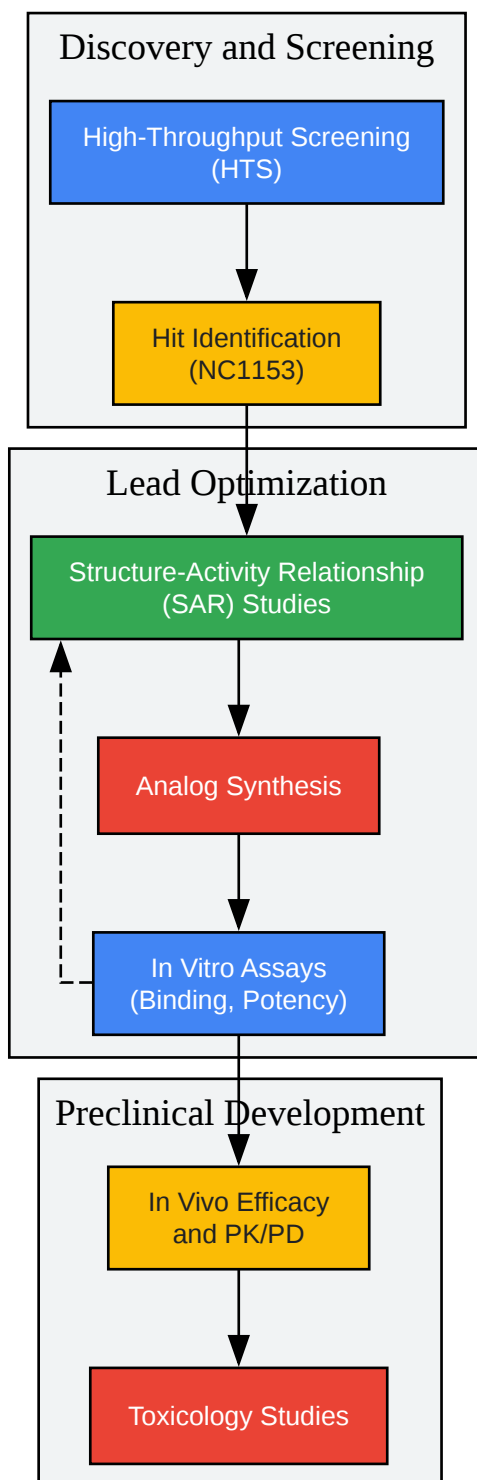 Discovery and Screening
High-Throughput Screening
(HTS)
Hit Identification
(NC1153)
Lead Optimization
Structure-Activity Relationship
(SAR) Studies
Analog Synthesis
In Vitro Assays
(Binding, Potency)
Preclinical Development
In Vivo Efficacy
and PK/PD
Toxicology Studies